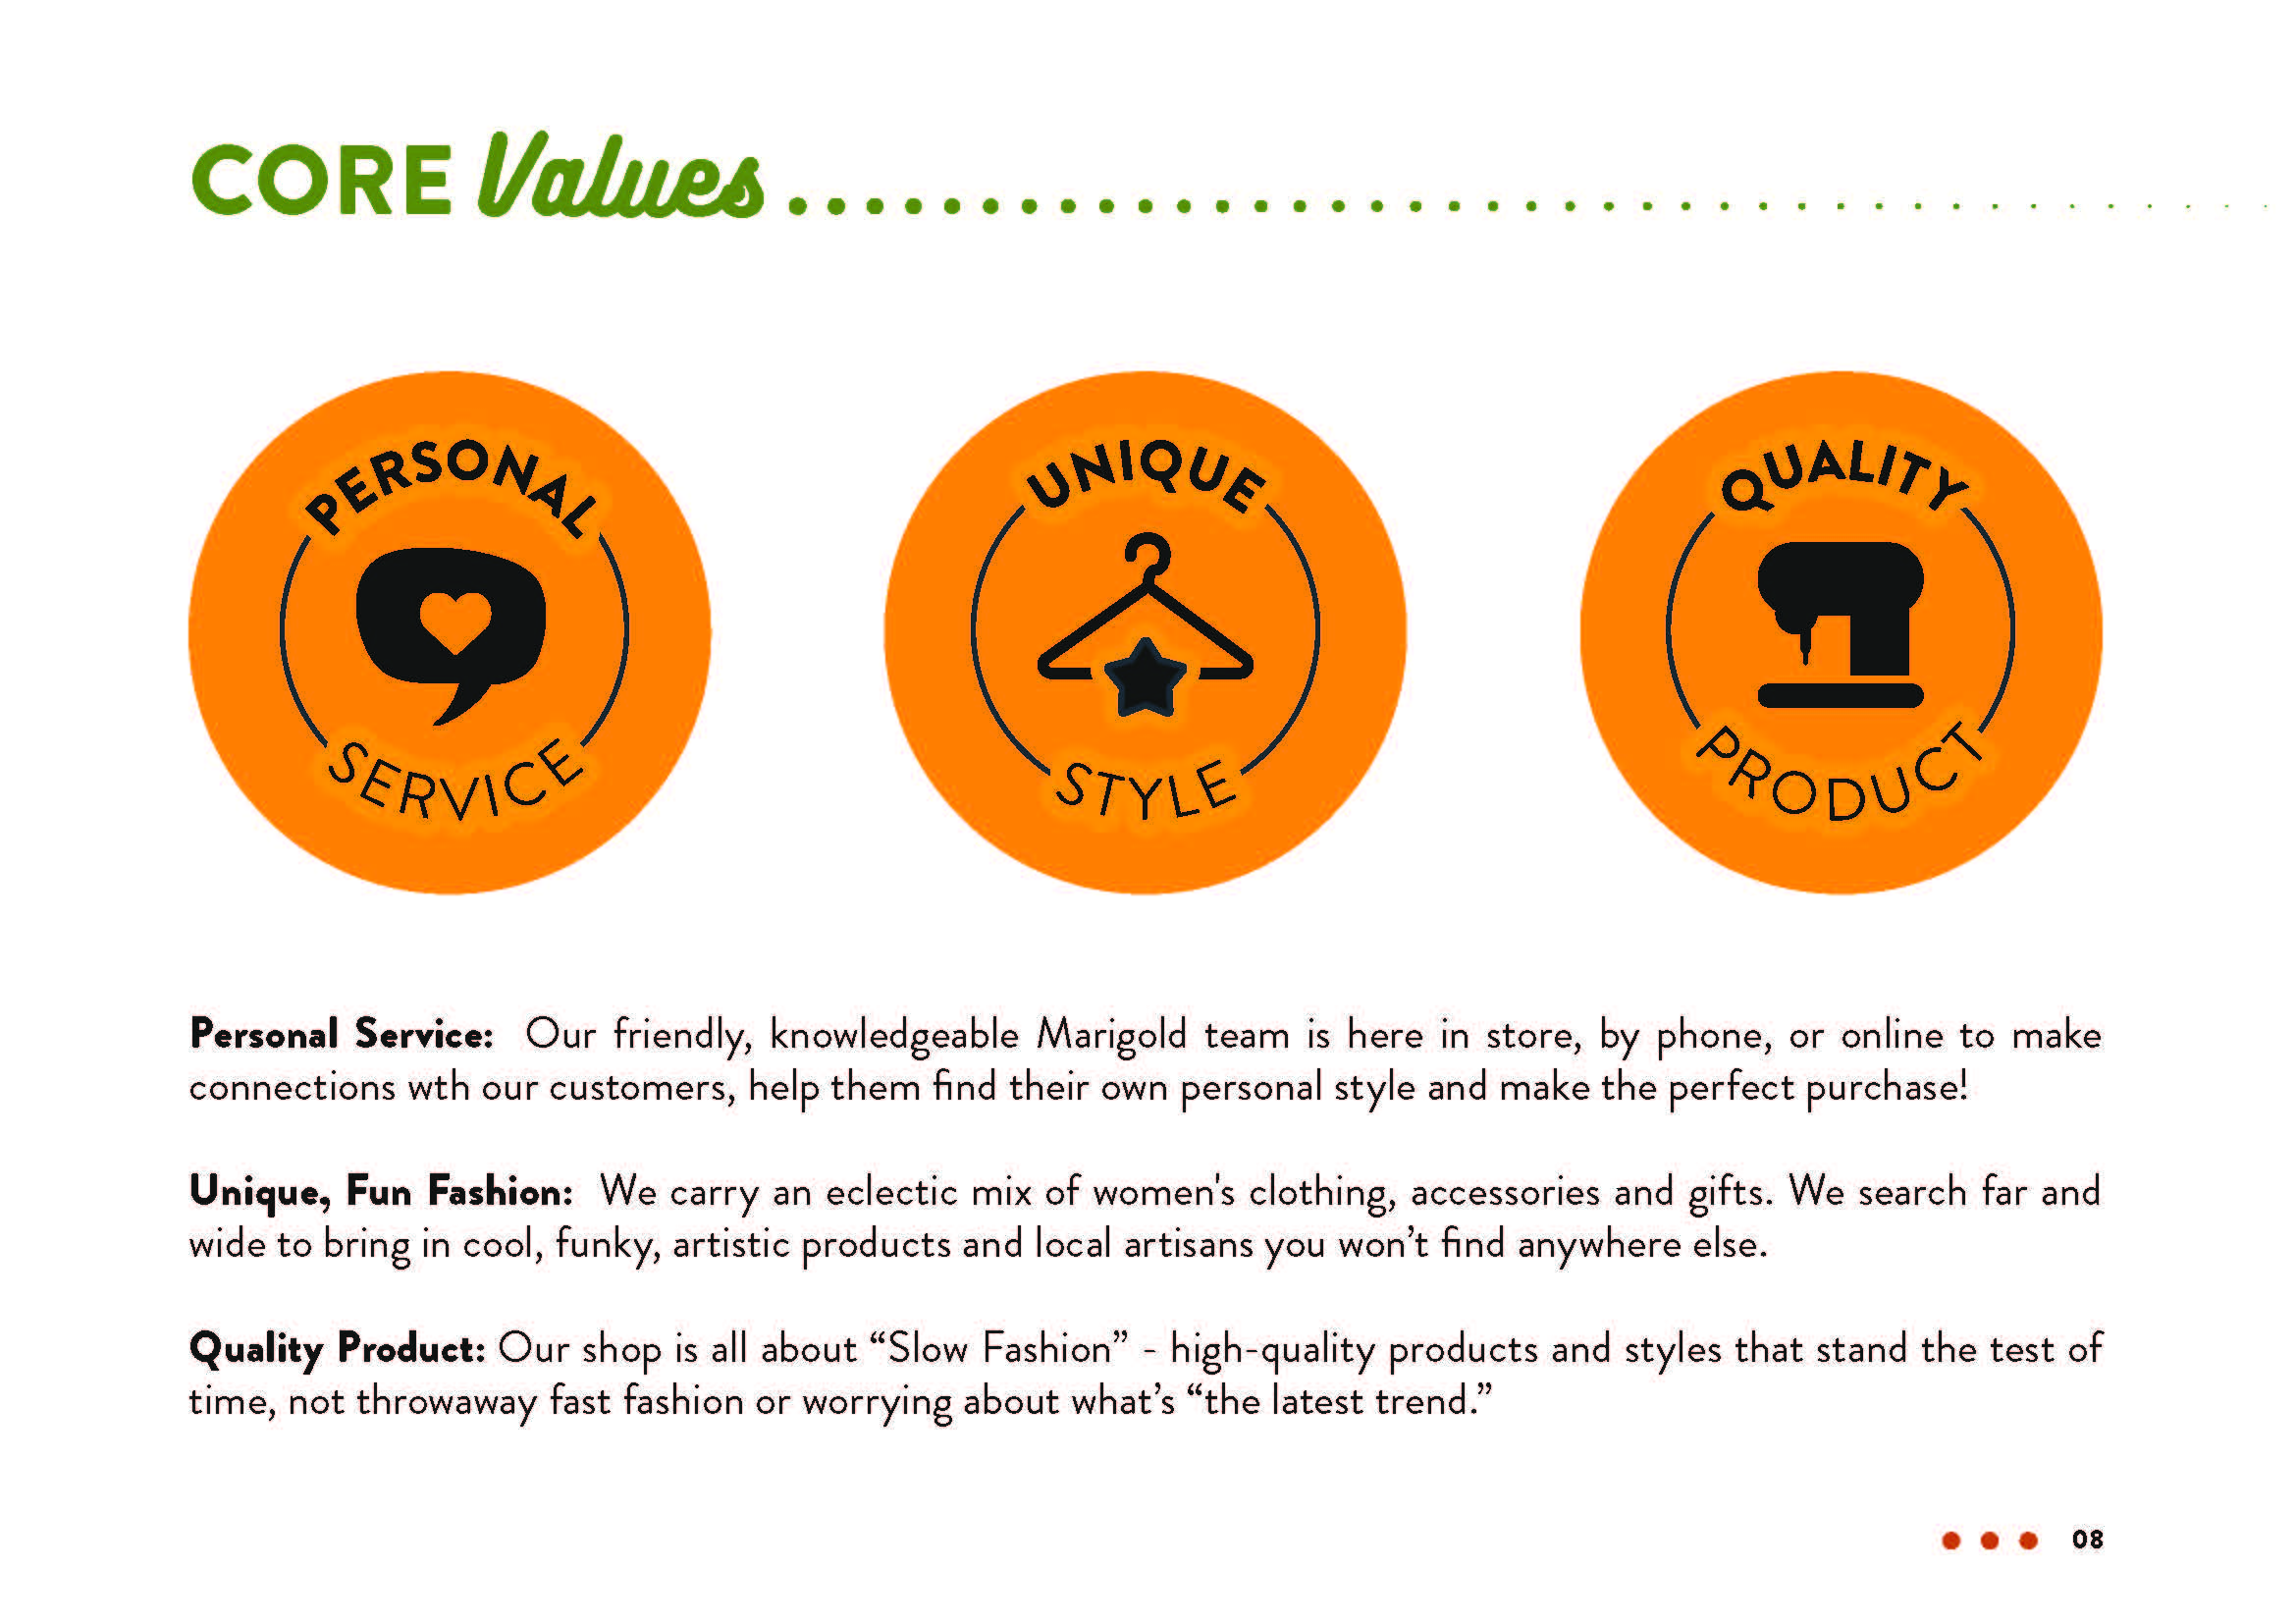 CORE Values
PERSONAL
SERVICE
UNIQUE
STYLE
QUALITY
PRODUCT
Personal Service: Our friendly, knowledgeable Marigold team is here in store, by phone, or online to make
connections wth our customers, help them find their own personal style and make the perfect purchase!
Unique, Fun Fashion: We carry an eclectic mix of women's clothing, accessories and gifts. We search far and
wide to bring in cool, funky, artistic products and local artisans you won’t find anywhere else.
Quality Product: Our shop is all about “Slow Fashion” - high-quality products and styles that stand the test of
time, not throwaway fast fashion or worrying about what’s “the latest trend.”
08